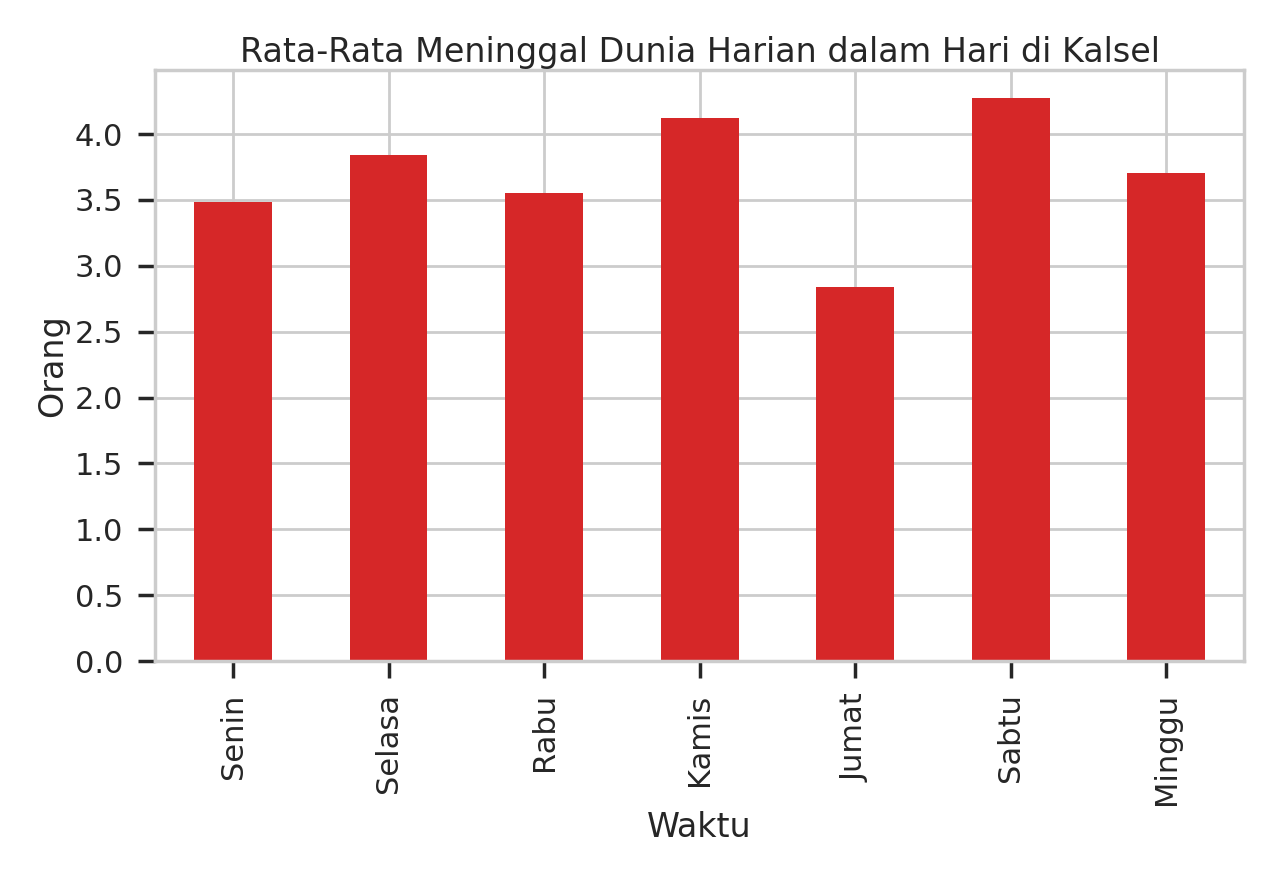 Rata-Rata Meninggal Dunia Harian dalam Hari di Kalsel
Orang
4.0
3.5
3.0
2.5
2.0
1.5
1.0
0.5
0.0
Senin
Selasa
Rabu
Kamis
Jumat
Sabtu
Minggu
Waktu